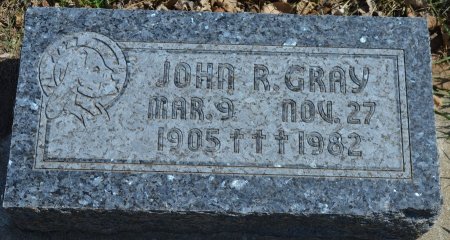 JOHN R. GRAY
MAR. 9 NOV. 27
1905 ✝✝✝ 1982